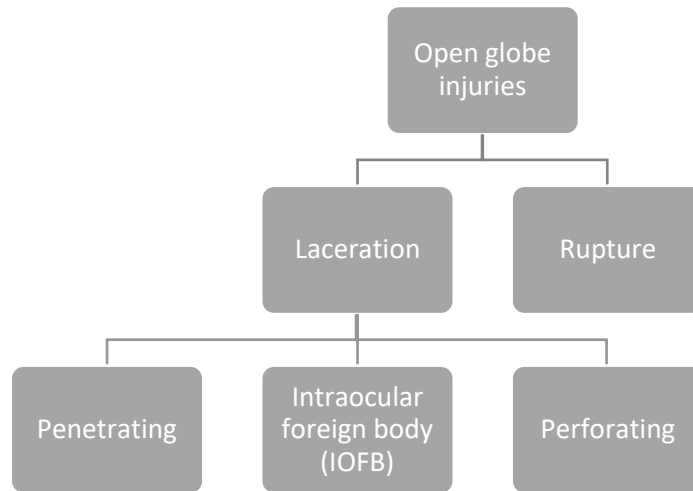 Open globe
injuries
Laceration
Rupture
Penetrating
Intraocular
foreign body
(IOFB)
Perforating